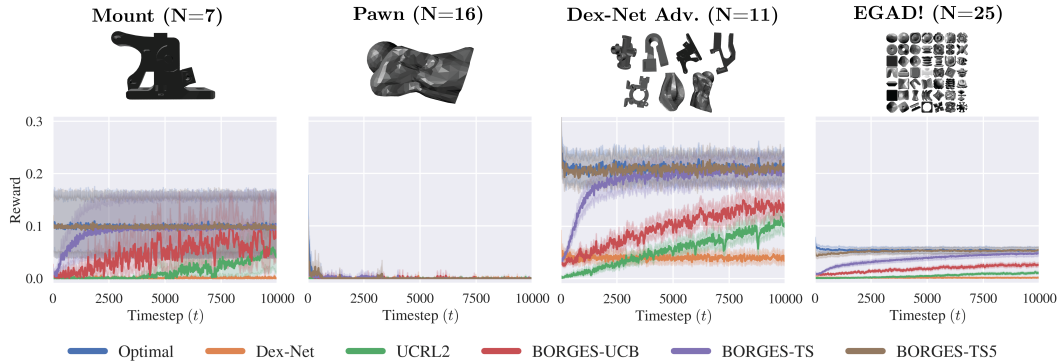 Mount (N=7)
Pawn (N=16)
Dex-Net Adv. (N=11)
EGAD! (N=25)
Reward
0.3
0.2
0.1
0.0
0 2500 5000 7500 10000
0 2500 5000 7500 10000
0 2500 5000 7500 10000
0 2500 5000 7500 10000
Timestep (t)
Timestep (t)
Timestep (t)
Timestep (t)
Optimal
Dex-Net
UCRL2
BORGES-UCB
BORGES-TS
BORGES-TS5